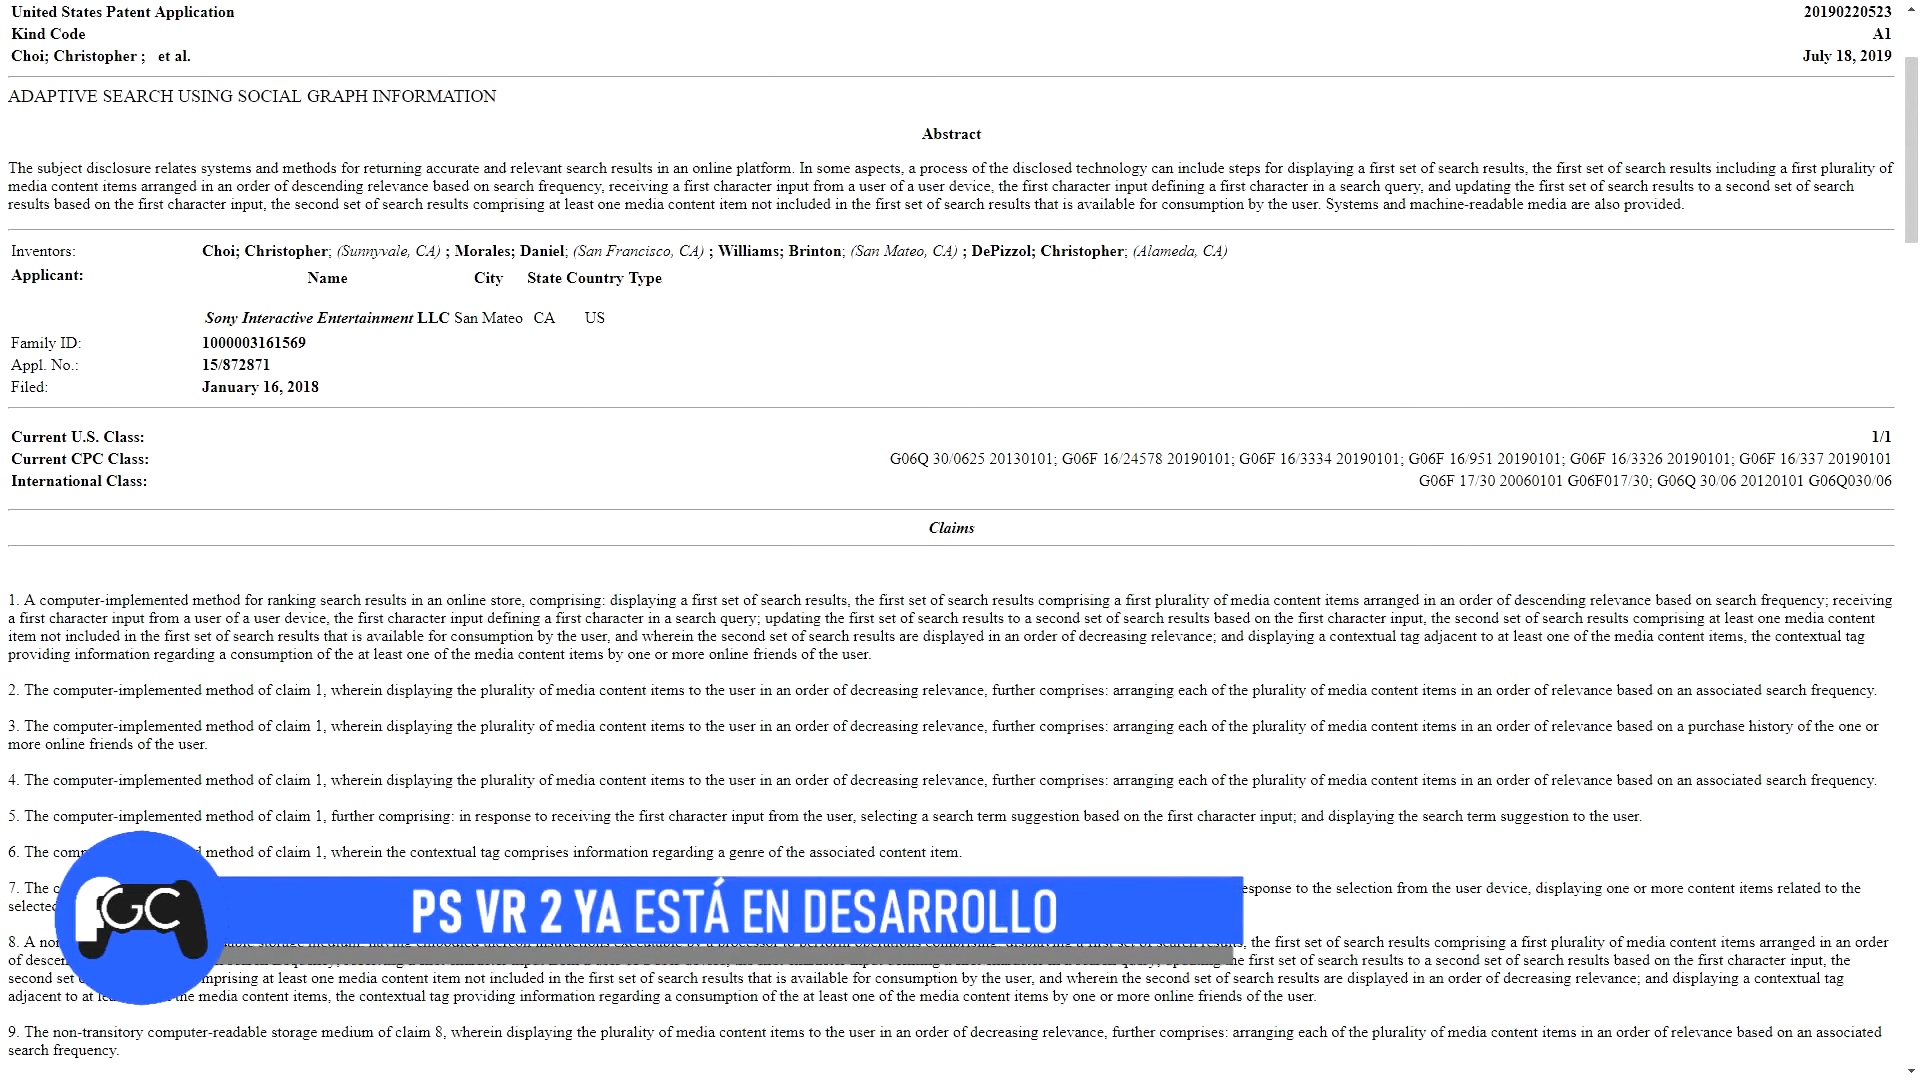 United States Patent Application 20190220523
Kind Code A1
Choi; Christopher ; et al. July 18, 2019
ADAPTIVE SEARCH USING SOCIAL GRAPH INFORMATION
Abstract
The subject disclosure relates systems and methods for returning accurate and relevant search results in an online platform. In some aspects, a process of the disclosed technology can include steps for displaying a first set of search results, the first set of search results including a first plurality of
media content items arranged in an order of descending relevance based on search frequency, receiving a first character input from a user of a user device, the first character input defining a first character in a search query, and updating the first set of search results to a second set of search
results based on the first character input, the second set of search results comprising at least one media content item not included in the first set of search results that is available for consumption by the user. Systems and machine-readable media are also provided.
Inventors: Choi; Christopher; (Sunnyvale, CA) ; Morales; Daniel; (San Francisco, CA) ; Williams; Brinton; (San Mateo, CA) ; DePizzol; Christopher; (Alameda, CA)
Applicant:
Name City State Country Type
Sony Interactive Entertainment LLC San Mateo CA US
Family ID: 1000003161569
Appl. No.: 15/872871
Filed: January 16, 2018
Current U.S. Class: 1/1
Current CPC Class: G06Q 30/0625 20130101; G06F 16/24578 20190101; G06F 16/3334 20190101; G06F 16/951 20190101; G06F 16/3326 20190101; G06F 16/337 20190101
International Class: G06F 17/30 20060101 G06F017/30; G06Q 30/06 20120101 G06Q030/06
Claims
1. A computer-implemented method for ranking search results in an online store, comprising: displaying a first set of search results, the first set of search results comprising a first plurality of media content items arranged in an order of descending relevance based on search frequency; receiving
a first character input from a user of a user device, the first character input defining a first character in a search query; updating the first set of search results to a second set of search results based on the first character input, the second set of search results comprising at least one media content
item not included in the first set of search results that is available for consumption by the user, and wherein the second set of search results are displayed in an order of decreasing relevance; and displaying a contextual tag adjacent to at least one of the media content items, the contextual tag
providing information regarding a consumption of the at least one of the media content items by one or more online friends of the user.
2. The computer-implemented method of claim 1, wherein displaying the plurality of media content items to the user in an order of decreasing relevance, further comprises: arranging each of the plurality of media content items in an order of relevance based on an associated search frequency.
3. The computer-implemented method of claim 1, wherein displaying the plurality of media content items to the user in an order of decreasing relevance, further comprises: arranging each of the plurality of media content items in an order of relevance based on a purchase history of the one or
more online friends of the user.
4. The computer-implemented method of claim 1, wherein displaying the plurality of media content items to the user in an order of decreasing relevance, further comprises: arranging each of the plurality of media content items in an order of relevance based on an associated search frequency.
5. The computer-implemented method of claim 1, further comprising: in response to receiving the first character input from the user, selecting a search term suggestion based on the first character input; and displaying the search term suggestion to the user.
6. The method of claim 1, wherein the contextual tag comprises information regarding a genre of the associated content item.
7. The response to the selection from the user device, displaying one or more content items related to the
GC
PS VR 2 YA ESTÁ EN DESARROLLO
8. A , the first set of search results comprising a first plurality of media content items arranged in an order
of first set of search results to a second set of search results based on the first character input, the
second set at least one media content item not included in the first set of search results that is available for consumption by the user, and wherein the second set of search results are displayed in an order of decreasing relevance; and displaying a contextual tag
adjacent to at the media content items, the contextual tag providing information regarding a consumption of the at least one of the media content items by one or more online friends of the user.
9. The non-transitory computer-readable storage medium of claim 8, wherein displaying the plurality of media content items to the user in an order of decreasing relevance, further comprises: arranging each of the plurality of media content items in an order of relevance based on an associated
search frequency.